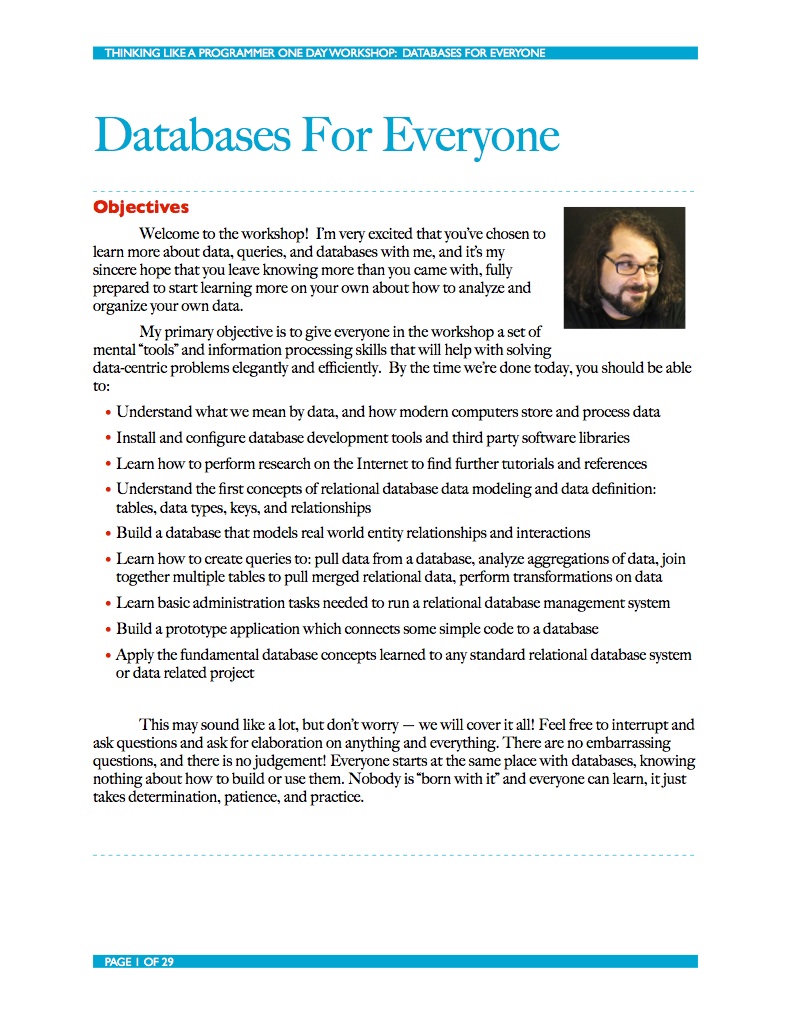 THINKING LIKE A PROGRAMMER ONE DAY WORKSHOP: DATABASES FOR EVERYONE
Databases For Everyone
Objectives
Welcome to the workshop! I'm very excited that you've chosen to
learn more about data, queries, and databases with me, and it's my
sincere hope that you leave knowing more than you came with, fully
prepared to start learning more on your own about how to analyze and
organize your own data.
My primary objective is to give everyone in the workshop a set of
mental "tools" and information processing skills that will help with solving
data-centric problems elegantly and efficiently. By the time we're done today, you should be able
to:
• Understand what we mean by data, and how modern computers store and process data
• Install and configure database development tools and third party software libraries
• Learn how to perform research on the Internet to find further tutorials and references
• Understand the first concepts of relational database data modeling and data definition:
tables, data types, keys, and relationships
• Build a database that models real world entity relationships and interactions
• Learn how to create queries to: pull data from a database, analyze aggregations of data, join
together multiple tables to pull merged relational data, perform transformations on data
• Learn basic administration tasks needed to run a relational database management system
• Build a prototype application which connects some simple code to a database
• Apply the fundamental database concepts learned to any standard relational database system
or data related project
This may sound like a lot, but don't worry — we will cover it all! Feel free to interrupt and
ask questions and ask for elaboration on anything and everything. There are no embarrassing
questions, and there is no judgement! Everyone starts at the same place with databases, knowing
nothing about how to build or use them. Nobody is "born with it" and everyone can learn, it just
takes determination, patience, and practice.
PAGE 1 OF 29